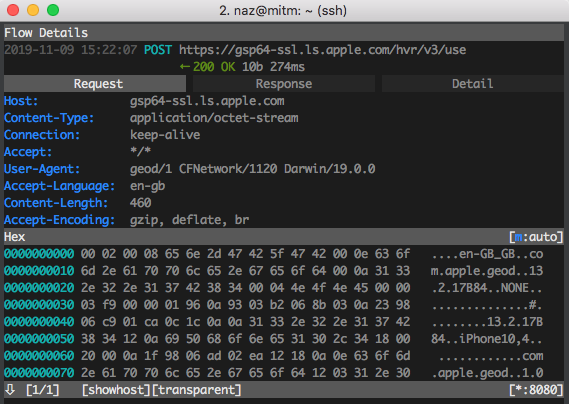 2. naz@mitm: ~ (ssh)
Flow Details
2019-11-09 15:22:07 POST https://gsp64-ssl.ls.apple.com/hvr/v3/use
←200 OK 10b 274ms
Request Response Detail
Host: gsp64-ssl.ls.apple.com
Content-Type: application/octet-stream
Connection: keep-alive
Accept: */*
User-Agent: geod/1 CFNetwork/1120 Darwin/19.0.0
Accept-Language: en-gb
Content-Length: 460
Accept-Encoding: gzip, deflate, br
Hex [m:auto]
0000000000 00 02 00 08 65 6e 2d 47 42 5f 47 42 00 0e 63 6f ....en-GB_GB..co
0000000010 6d 2e 61 70 70 6c 65 2e 67 65 6f 64 00 0a 31 33 m.apple.geod..13
0000000020 2e 32 2e 31 37 42 38 34 00 04 4e 4f 4e 45 00 00 .2.17B84..NONE..
0000000030 03 f9 00 00 01 96 0a 93 03 b2 06 8b 03 0a 23 98 ..............#.
0000000040 06 c9 01 ca 0c 1c 0a 0a 31 33 2e 32 2e 31 37 42 ........13.2.17B
0000000050 38 34 12 0a 69 50 68 6f 6e 65 31 30 2c 34 18 00 84..iPhone10,4..
0000000060 20 00 0a 1f 98 06 ad 02 ea 12 18 0a 0e 63 6f 6d .............com
0000000070 2e 61 70 70 6c 65 2e 67 65 6f 64 12 03 31 2e 30 .apple.geod..1.0
⇩ [1/1] [showhost][transparent] [*:8080]